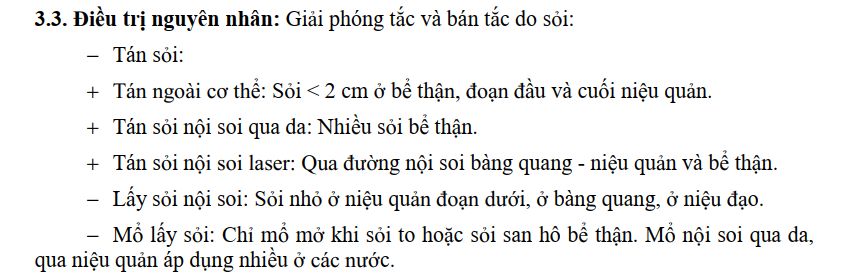 3.3. Điều trị nguyên nhân: Giải phóng tắc và bán tắc do sỏi:
− Tán sỏi:
+ Tán ngoài cơ thể: Sỏi < 2 cm ở bể thận, đoạn đầu và cuối niệu quản.
+ Tán sỏi nội soi qua da: Nhiều sỏi bể thận.
+ Tán sỏi nội soi laser: Qua đường nội soi bàng quang - niệu quản và bể thận.
− Lấy sỏi nội soi: Sỏi nhỏ ở niệu quản đoạn dưới, ở bàng quang, ở niệu đạo.
− Mổ lấy sỏi: Chỉ mổ mở khi sỏi to hoặc sỏi san hô bể thận. Mổ nội soi qua da,
qua niệu quản áp dụng nhiều ở các nước.